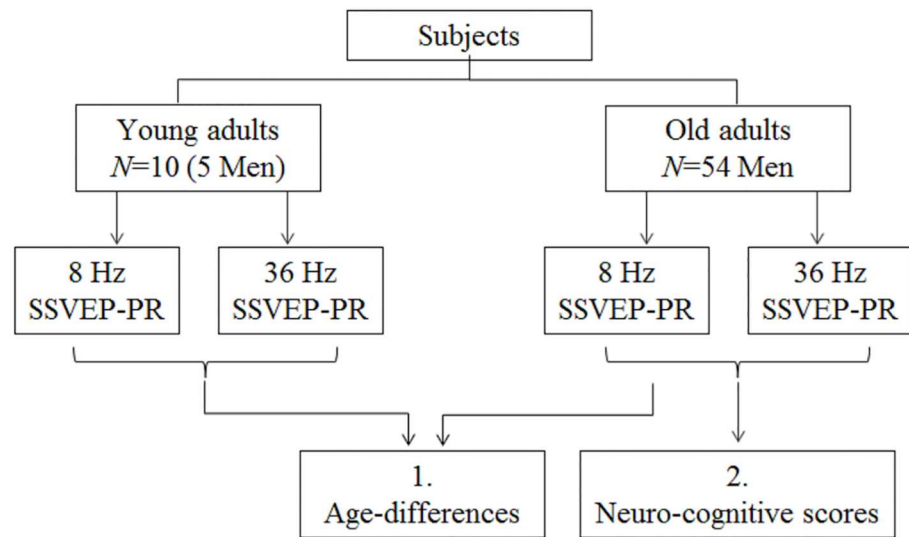 Subjects
Young adults
N=10 (5 Men)
Old adults
N=54 Men
8 Hz
SSVEP-PR
36 Hz
SSVEP-PR
8 Hz
SSVEP-PR
36 Hz
SSVEP-PR
1.
Age-differences
2.
Neuro-cognitive scores